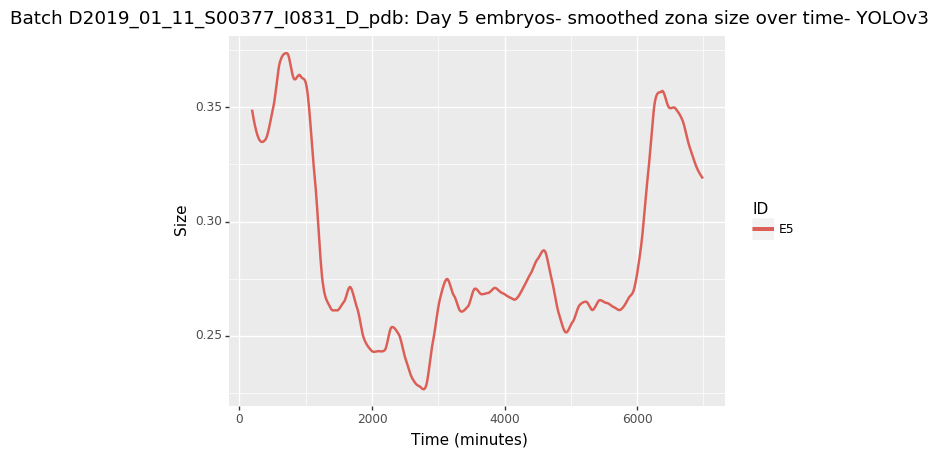 Batch D2019_01_11_S00377_I0831_D_pdb: Day 5 embryos- smoothed zona size over time- YOLOv3
0.35
0.30
0.25
Size
0
2000
4000
6000
Time (minutes)
ID
E5